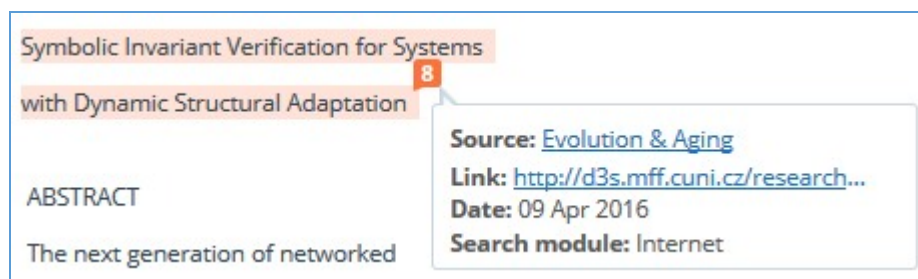 Symbolic Invariant Verification for Systems
8
with Dynamic Structural Adaptation
Source: Evolution & Aging
Link: http://d3s.mff.cuni.cz/research...
Date: 09 Apr 2016
Search module: Internet
ABSTRACT
The next generation of networked